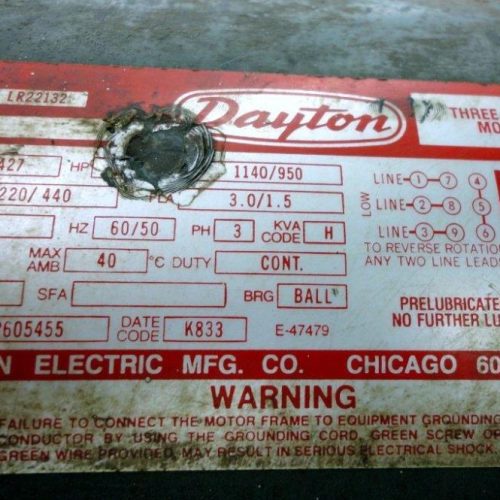 LR22132
Dayton
THREE
MO
427 HP 1140/950
220/440 FLA 3.0/1.5
HZ 60/50 PH 3 KVA CODE H
MAX AMB 40 °C DUTY CONT.
SFA BRG BALL
605455 DATE CODE K833 E-47479
LOW
LINE 1 7 4
LINE 2 8 5
LINE 3 9 6
TO REVERSE ROTATION
ANY TWO LINE LEADS
PRELUBRICATE
NO FURTHER LU
N ELECTRIC MFG. CO. CHICAGO 60
WARNING
FAILURE TO CONNECT THE MOTOR FRAME TO EQUIPMENT GROUNDING
CONDUCTOR BY USING THE GROUNDING CORD, GREEN SCREW OR
GREEN WIRE PROVIDED, MAY RESULT IN SERIOUS ELECTRICAL SHOCK.